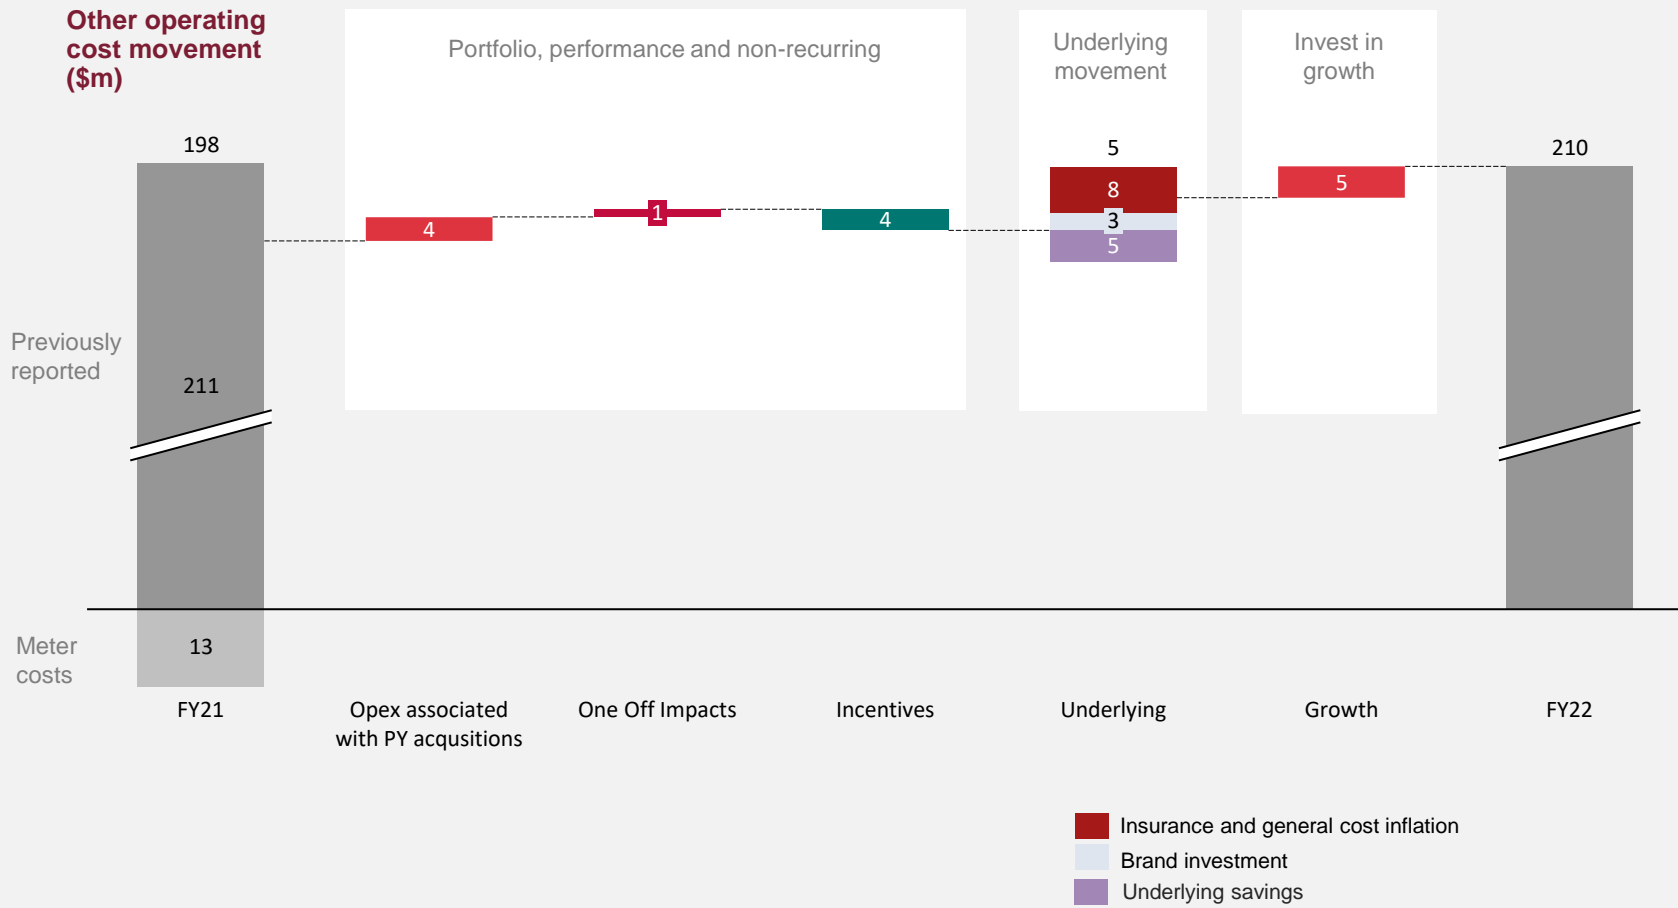 Other operating
cost movement
($m)
Portfolio, performance and non-recurring
Underlying
movement
Invest in
growth
198
5
210
8
5
4
1
4
3
5
Previously
reported
211
Meter
costs
13
FY21
Opex associated
with PY acqusitions
One Off Impacts
Incentives
Underlying
Growth
FY22
Insurance and general cost inflation
Brand investment
Underlying savings